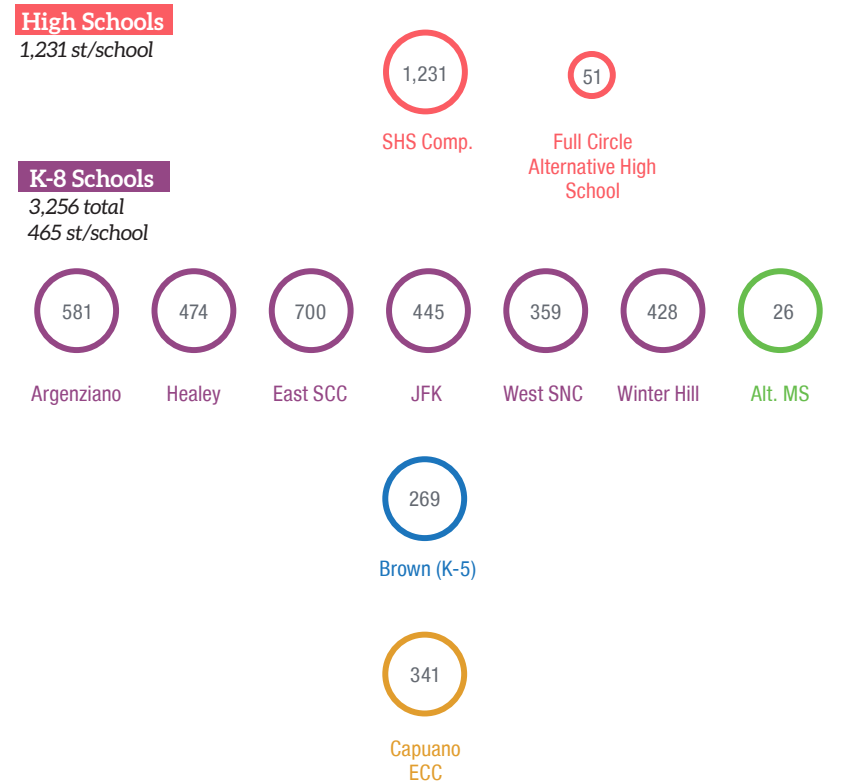 High Schools
1,231 st/school
1,231
51
SHS Comp.
Full Circle
Alternative High
School
K-8 Schools
3,256 total
465 st/school
581
474
700
445
359
428
26
Argenziano
Healey
East SCC
JFK
West SNC
Winter Hill
Alt. MS
269
Brown (K-5)
341
Capuano
ECC